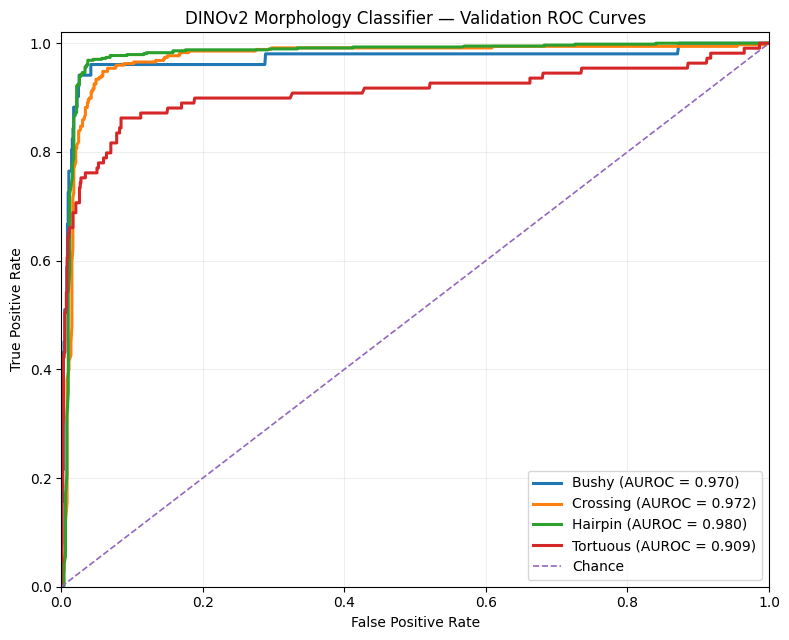 DINOv2 Morphology Classifier — Validation ROC Curves
True Positive Rate
1.0
0.8
0.6
0.4
0.2
0.0
0.0 0.2 0.4 0.6 0.8 1.0
False Positive Rate
Bushy (AUROC = 0.970)
Crossing (AUROC = 0.972)
Hairpin (AUROC = 0.980)
Tortuous (AUROC = 0.909)
Chance